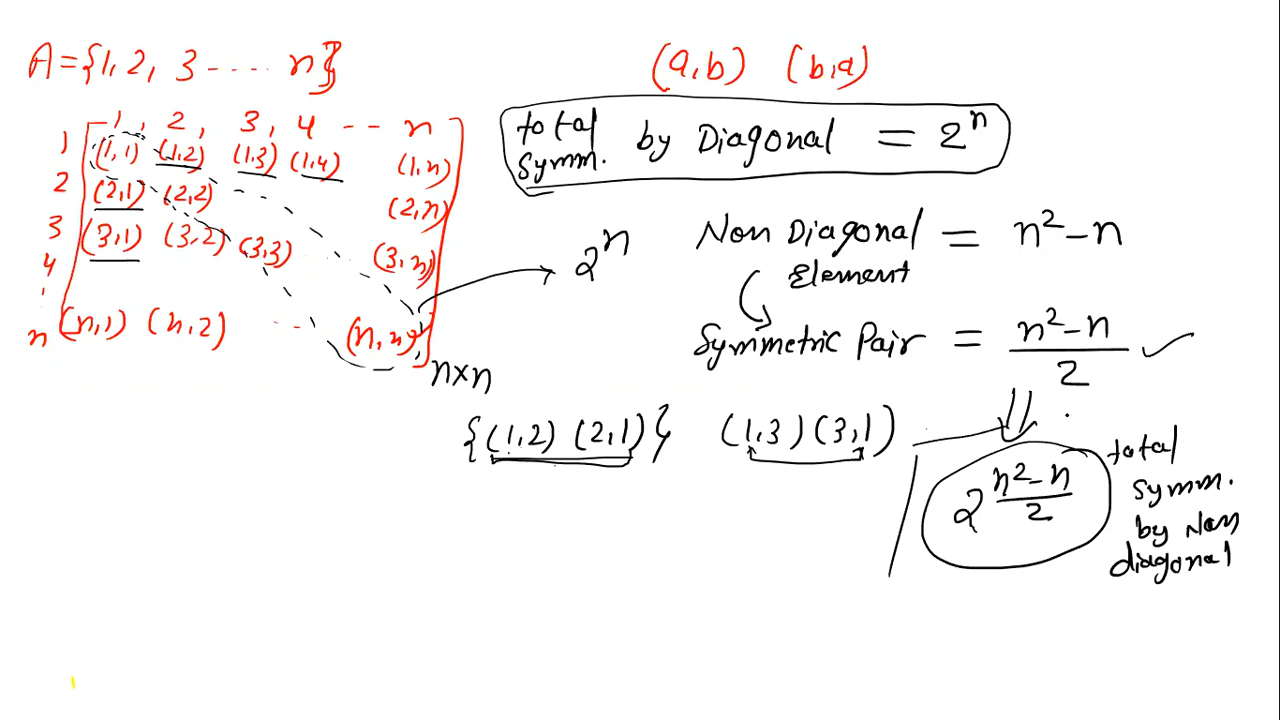 A={1,2, 3---- n}
(a,b) (b,a)
1, 2, 3, 4 -- n
1 (1,1) (1,2) (1,3) (1,4) (1,n)
2 (2,1) (2,2) (2,n)
3 (3,1) (3,2) (3,3) (3,n)
4
n (n,1) (n,2) -- (n,n)
n×n
2^n
total symm. by Diagonal = 2^n
Non Diagonal Element = n²-n
Symmetric Pair = (n²-n)/2
{(1,2) (2,1)} (1,3) (3,1)
2^((n²-n)/2)
total
symm.
by Non
diagonal